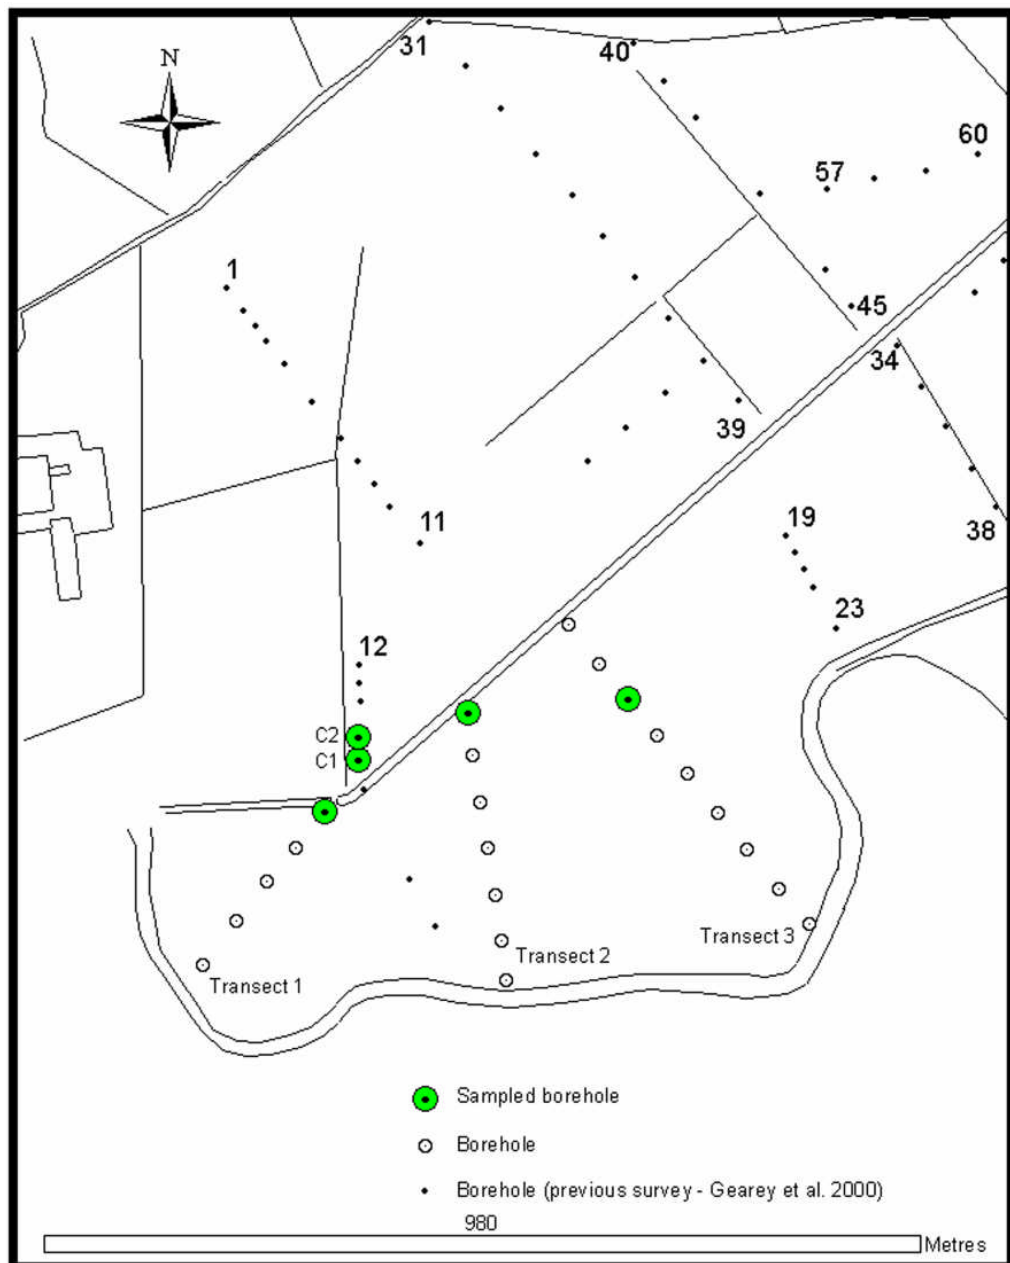 31
40
N
60
57
1
45
34
39
11
19
38
23
12
C2
C1
Transect 3
Transect 2
Transect 1
Sampled borehole
Borehole
Borehole (previous survey - Gearey et al. 2000)
980
Metres